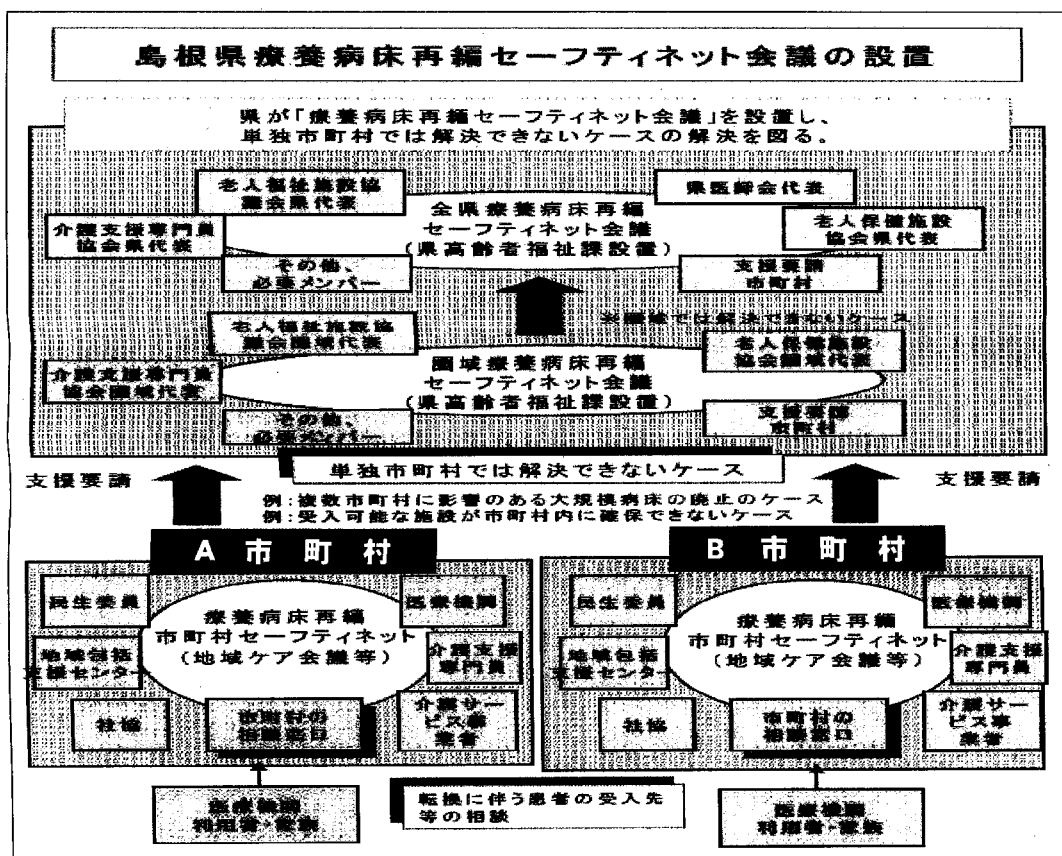 島根県療養病床再編セーフティネット会議の設置
県が「療養病床再編セーフティネット会議」を設置し、
単独市町村では解決できないケースの解決を図る。
老人福祉施設協
議会県代表
県医師会代表
全県療養病床再編
セーフティネット会議
(県高齢者福祉課設置)
介護支援専門員
協会県代表
老人保健施設
協会県代表
その他、
必要メンバー
支援要請
市町村
※圏域では解決できないケース
老人福祉施設協
議会圏域代表
老人保健施設
協会圏域代表
圏域療養病床再編
セーフティネット会議
(県高齢者福祉課設置)
介護支援専門員
協会圏域代表
その他、
必要メンバー
支援要請
市町村
単独市町村では解決できないケース
支援要請
支援要請
例:複数市町村に影響のある大規模病床の廃止のケース
例:受入可能な施設が市町村内に確保できないケース
A市町村
民生委員
医療機関
療養病床再編
市町村セーフティネット
(地域ケア会議等)
地域包括
支援センター
介護支援
専門員
社協
市町村の
相談窓口
介護サー
ビス事
業者
医療機関
利用者・家族
B市町村
民生委員
医療機関
療養病床再編
市町村セーフティネット
(地域ケア会議等)
地域包括
支援センター
介護支援
専門員
社協
市町村の
相談窓口
介護サー
ビス事
業者
医療機関
利用者・家族
転換に伴う患者の受入先
等の相談